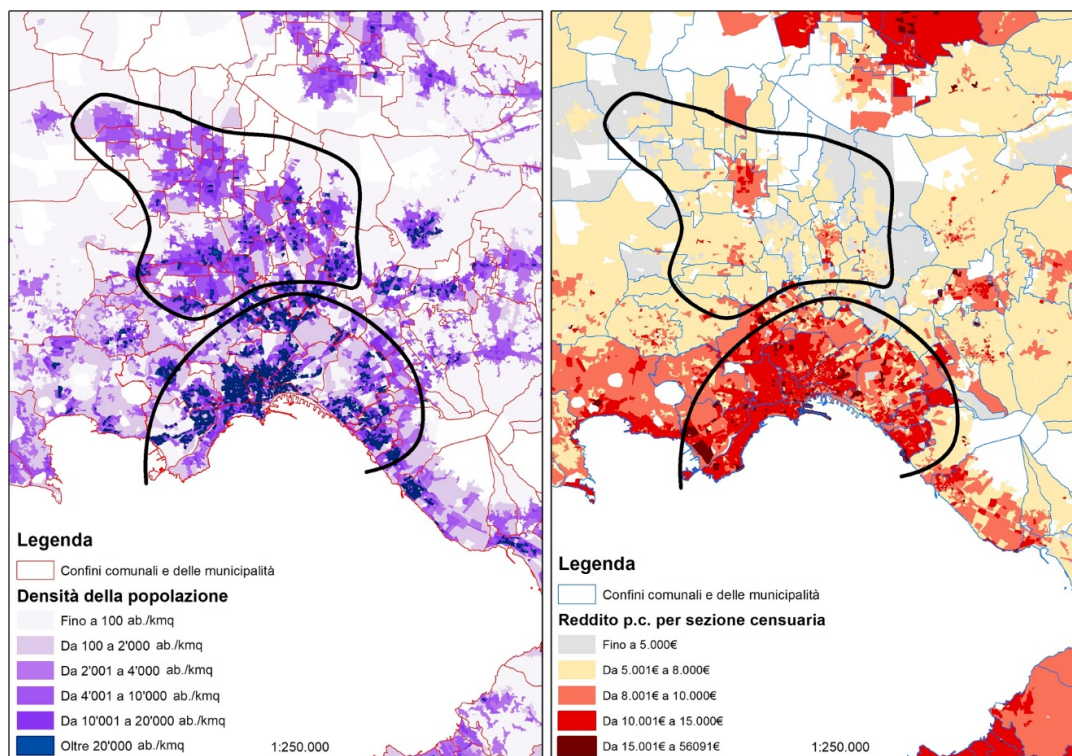 Legenda
Confini comunali e delle municipalità
Densità della popolazione
Fino a 100 ab./kmq
Da 100 a 2'000 ab./kmq
Da 2'001 a 4'000 ab./kmq
Da 4'001 a 10'000 ab./kmq
Da 10'001 a 20'000 ab./kmq
Oltre 20'000 ab./kmq
1:250.000
Legenda
Confini comunali e delle municipalità
Reddito p.c. per sezione censuaria
Fino a 5.000€
Da 5.001€ a 8.000€
Da 8.001€ a 10.000€
Da 10.001€ a 15.000€
Da 15.001€ a 56091€
1:250.000